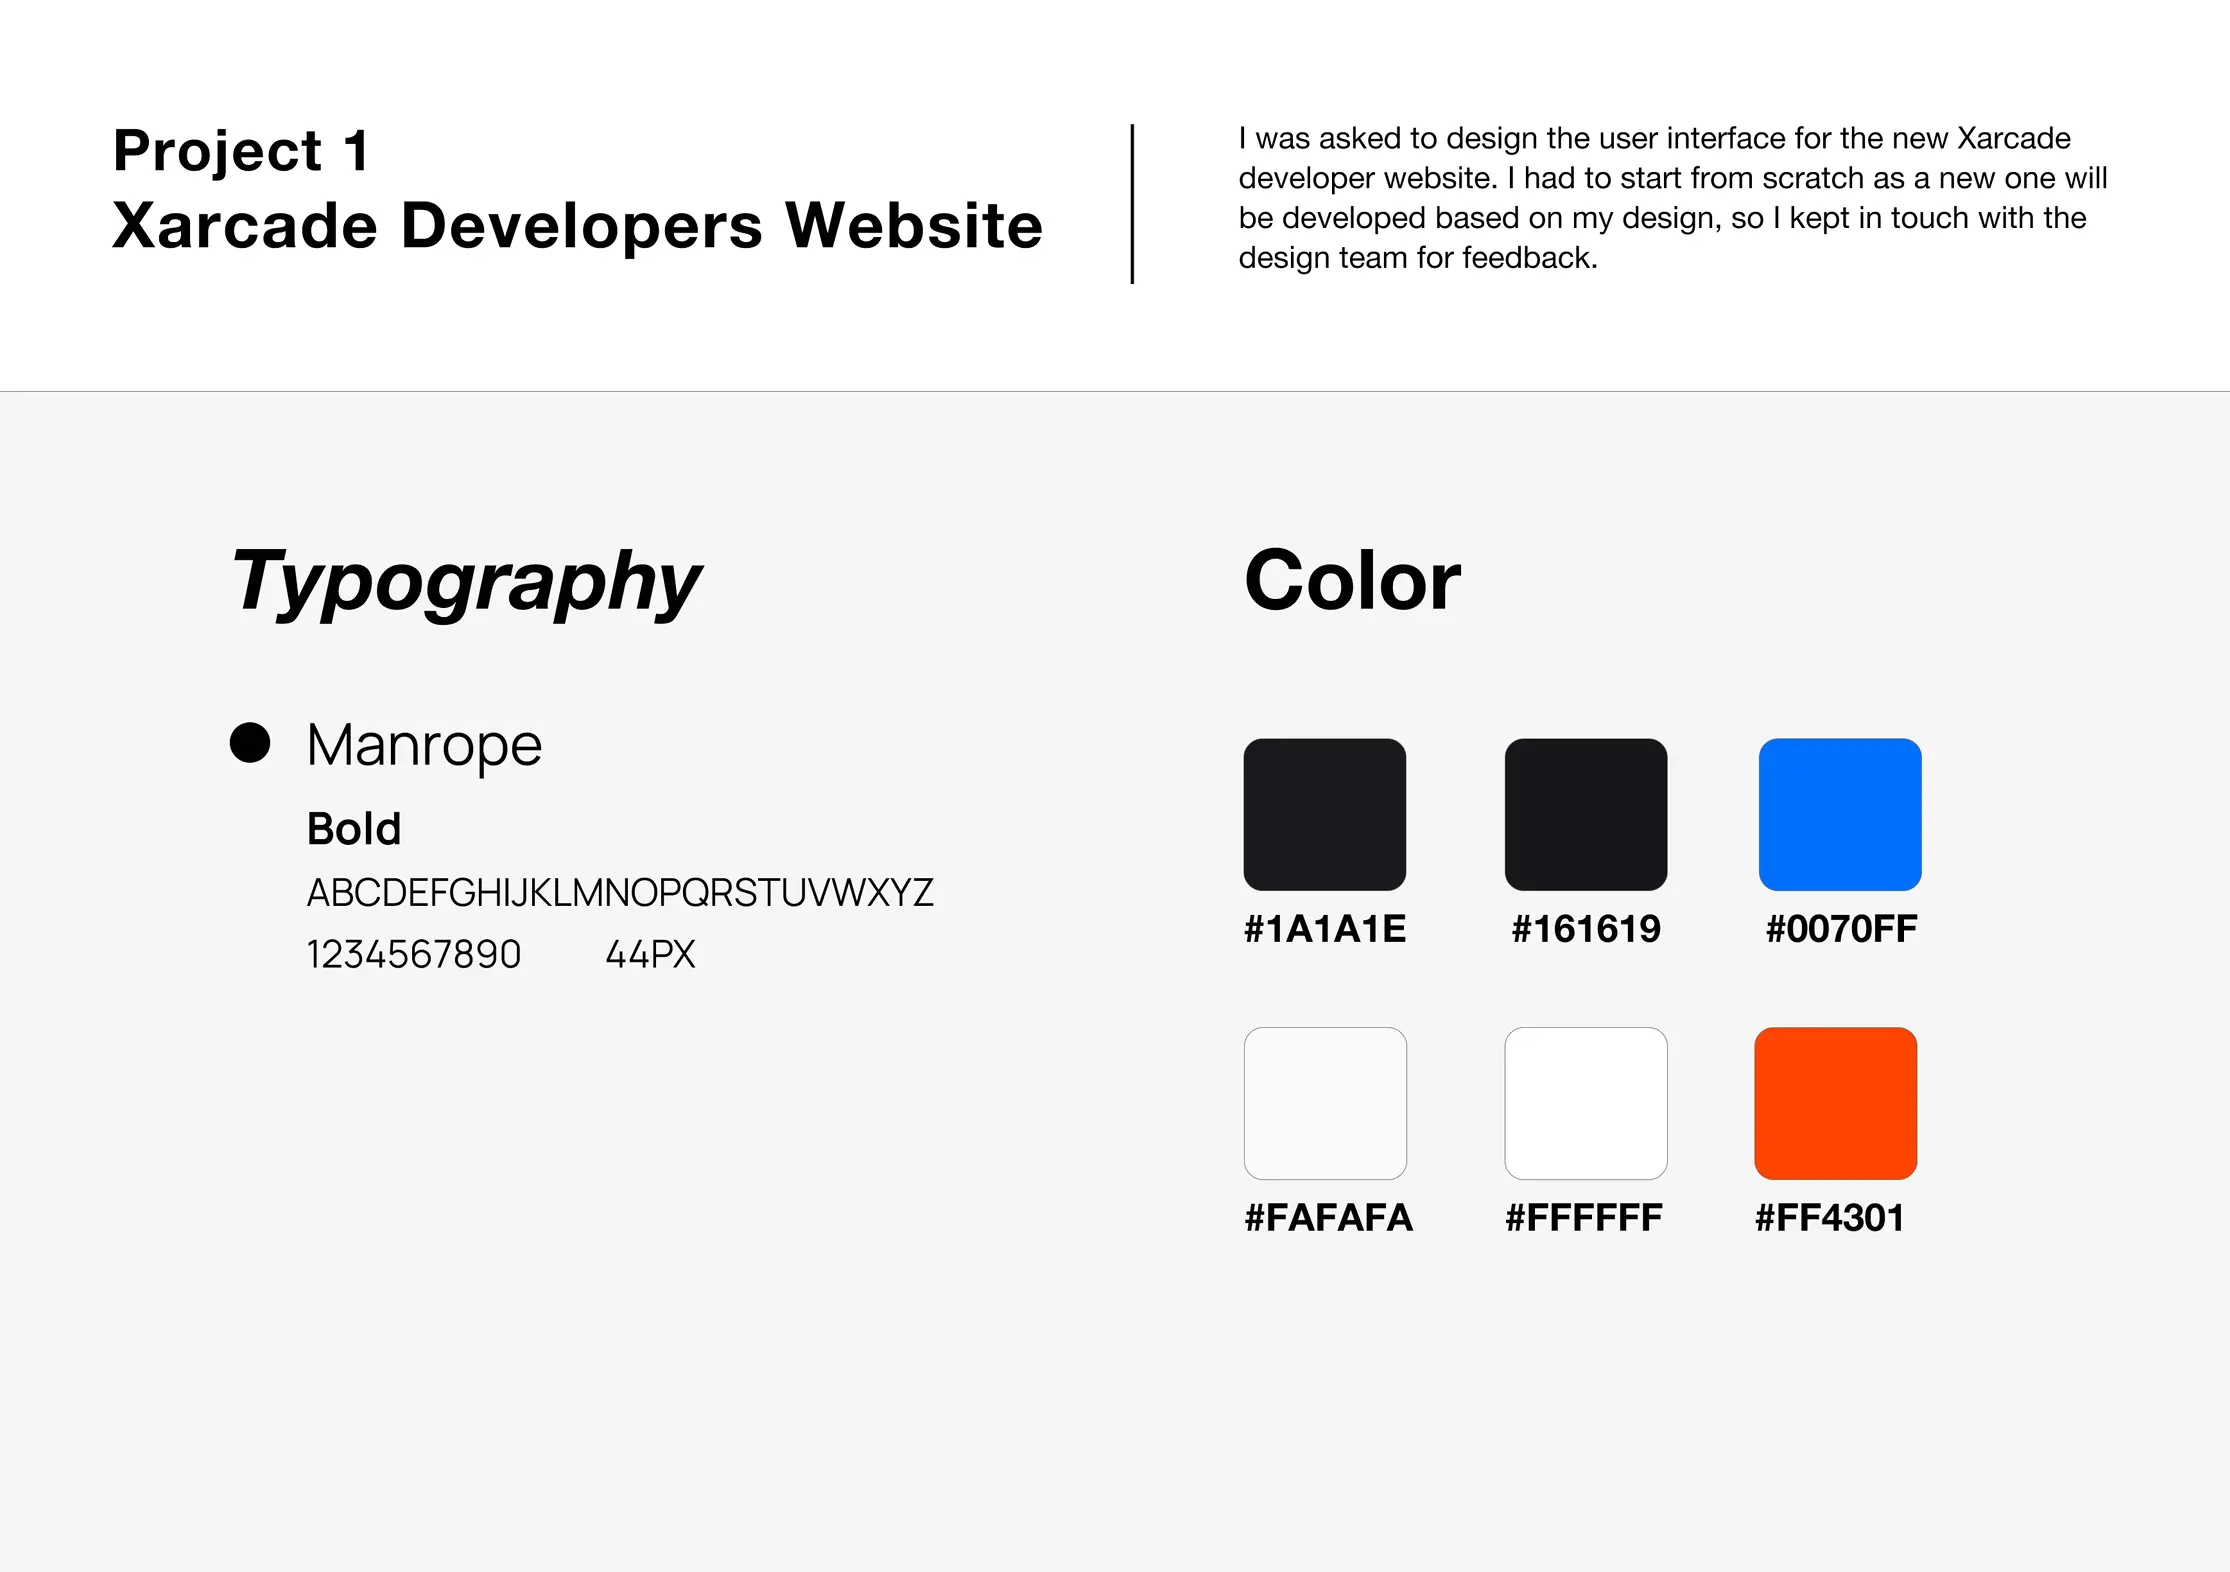 Project 1
Xarcade Developers Website
I was asked to design the user interface for the new Xarcade
developer website. I had to start from scratch as a new one will
be developed based on my design, so I kept in touch with the
design team for feedback.
Typography
Manrope
Bold
ABCDEFGHIJKLMNOPQRSTUVWXYZ
1234567890 44PX
Color
#1A1A1E #161619 #0070FF
#FAFAFA #FFFFFF #FF4301